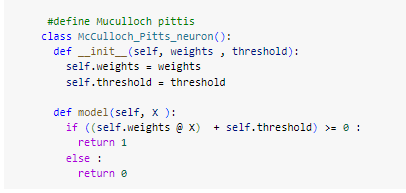 #define Muculloch pittis
class McCulloch_Pitts_neuron():
def __init__(self, weights , threshold):
self.weights = weights
self.threshold = threshold
def model(self, X ):
if ((self.weights @ X)  + self.threshold) >= 0 :
return 1
else :
return 0